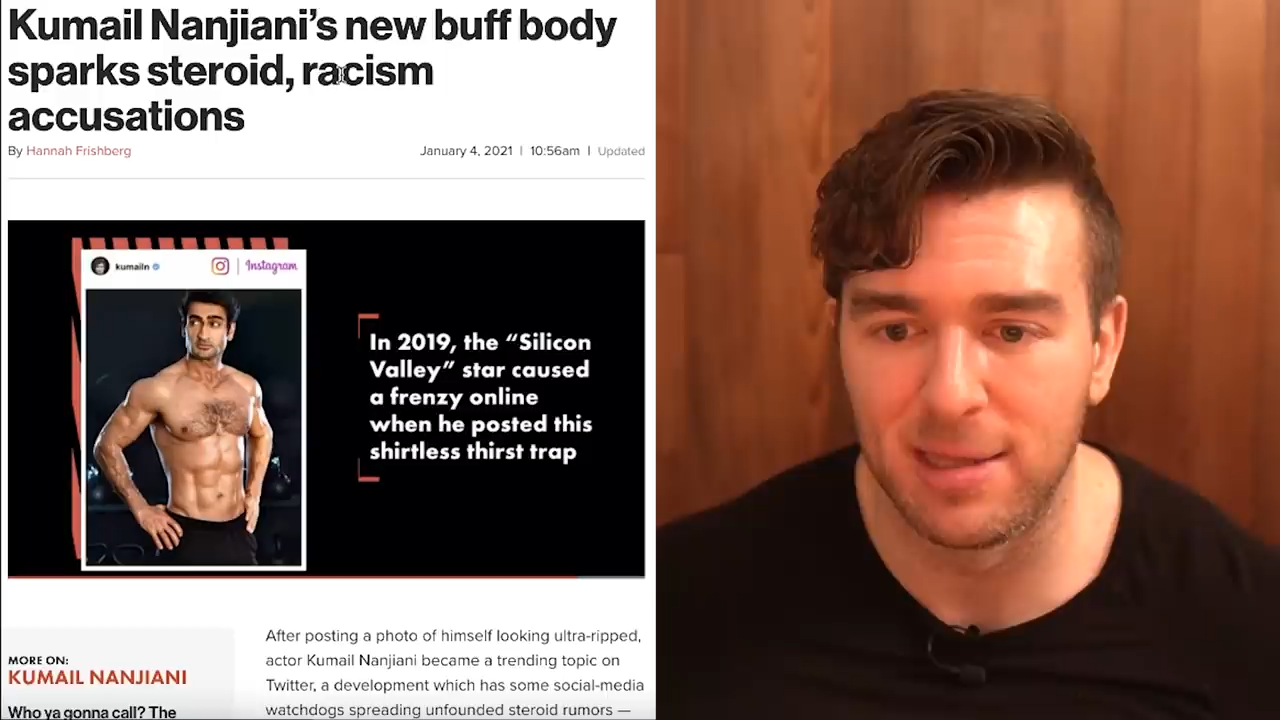 Kumail Nanjiani’s new buff body
sparks steroid, racism
accusations
By Hannah Frishberg
January 4, 2021 | 10:56am | Updated
kumailn
Instagram
In 2019, the “Silicon
Valley” star caused
a frenzy online
when he posted this
shirtless thirst trap
MORE ON:
KUMAIL NANJIANI
Who ya gonna call? The
After posting a photo of himself looking ultra-ripped,
actor Kumail Nanjiani became a trending topic on
Twitter, a development which has some social-media
watchdogs spreading unfounded steroid rumors —